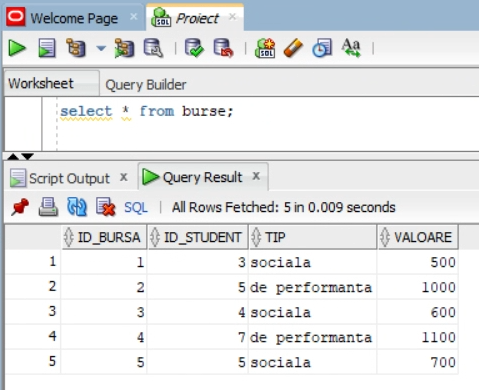 Welcome Page Proiect
Worksheet Query Builder
select * from burse;
Script Output x Query Result x
SQL | All Rows Fetched: 5 in 0.009 seconds
ID_BURSA ID_STUDENT TIP VALOARE
1 1 3 sociala 500
2 2 5 de performanta 1000
3 3 4 sociala 600
4 4 7 de performanta 1100
5 5 5 sociala 700